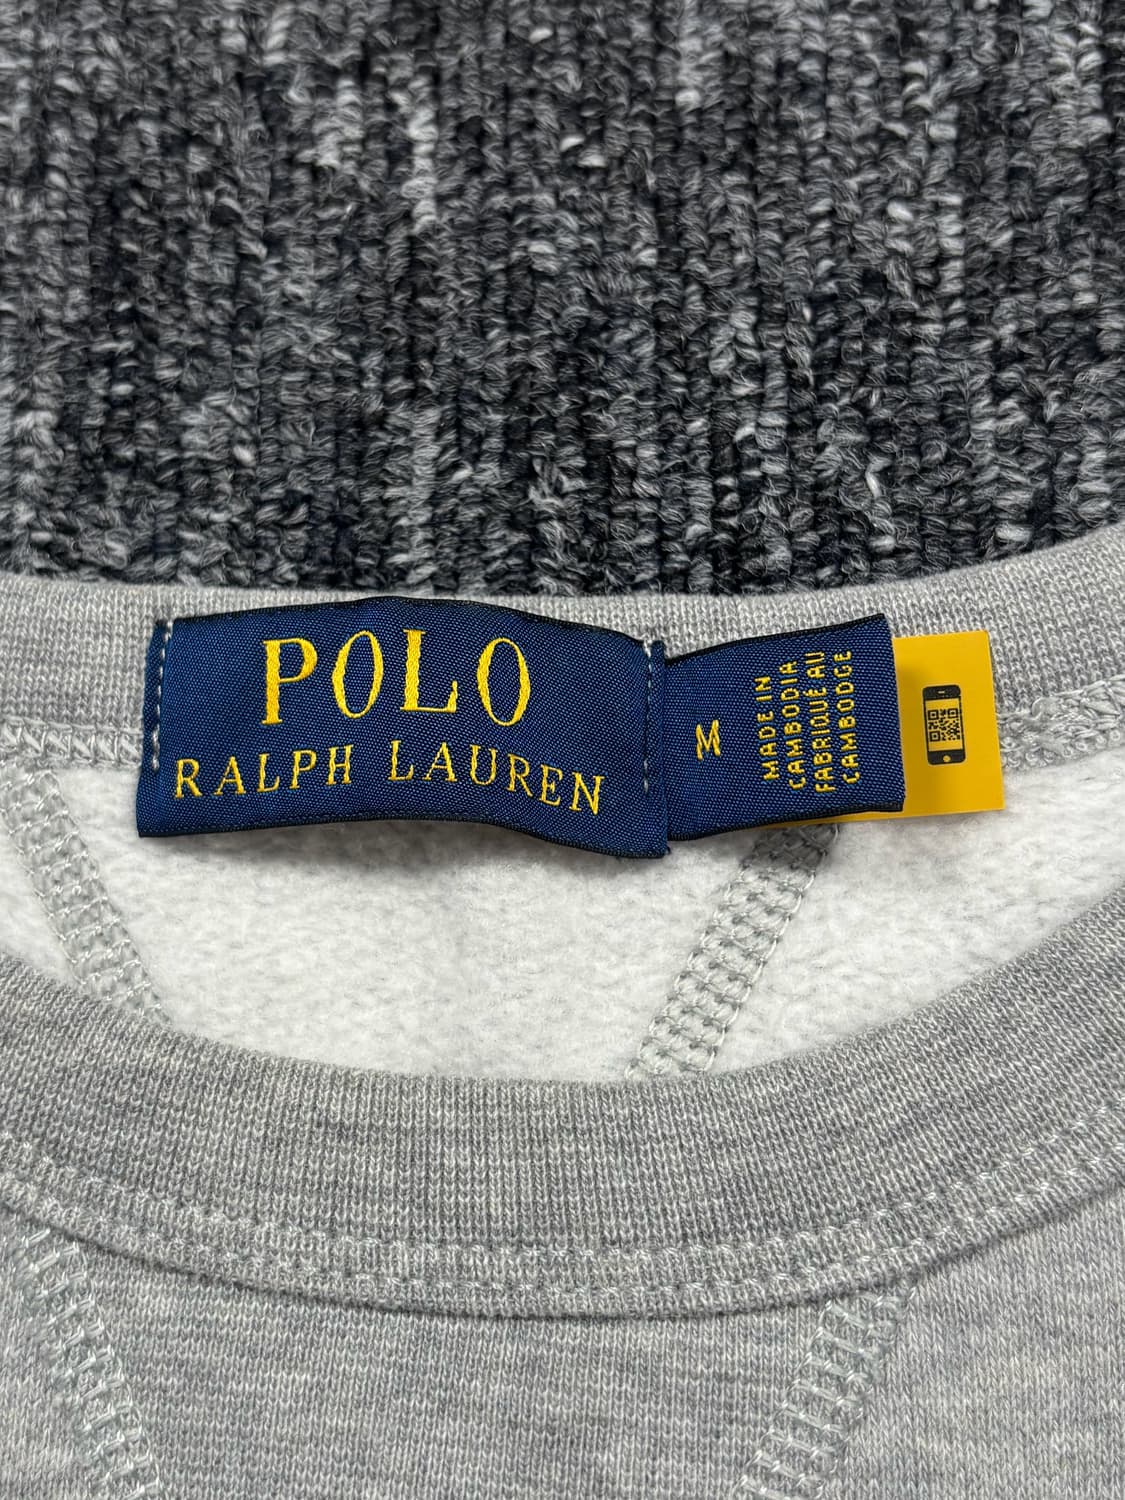 POLO
RALPH LAUREN
M
MADE IN
CAMBODIA
FABRIQUÉ AU
CAMBODGE